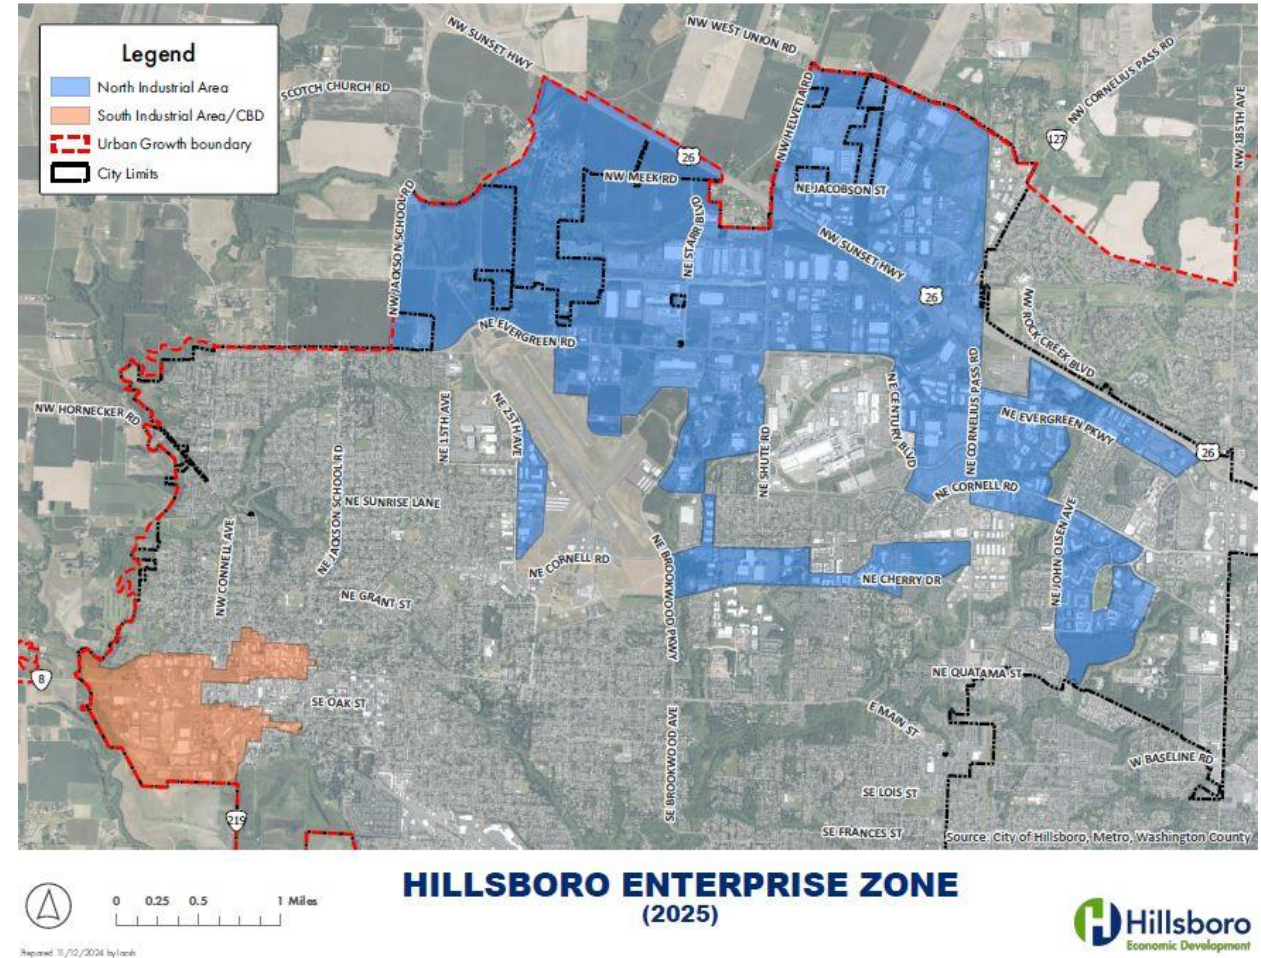 Legend
North Industrial Area
South Industrial Area/CBD
Urban Growth boundary
City Limits
NW SUNSET HWY
NW WEST UNION RD
NW CORNELIUS PASS RD
NW 185TH AVE
SCOTCH CHURCH RD
NW HELVETIA RD
127
26
NW MEEK RD
NE JACOBSON ST
NW JACKSON SCHOOL RD
NE STARR BLVD
NW SUNSET HWY
26
NW ROCK CREEK BLVD
NE EVERGREEN RD
NW HORNECKER RD
NE 15TH AVE
NE 25TH AVE
NE CENTURY BLVD
NE CORNELIUS PASS RD
NE EVERGREEN PKWY
26
NE SHUTE RD
NE JACKSON SCHOOL RD
NE SUNRISE LANE
NE CORNELL RD
NW CONNELL AVE
NE JOHN OLSEN AVE
NE CORNELL RD
NE BROOKWOOD PKWY
NE CHERRY DR
NE GRANT ST
8
NE QUATAMA ST
SE OAK ST
E MAIN ST
SE BROOKWOOD AVE
W BASELINE RD
SE LOIS ST
219
SE FRANCES ST
Source: City of Hillsboro, Metro, Washington County
0 0.25 0.5 1 Miles
HILLSBORO ENTERPRISE ZONE
(2025)
Hillsboro
Economic Development
Prepared 11/12/2024 by